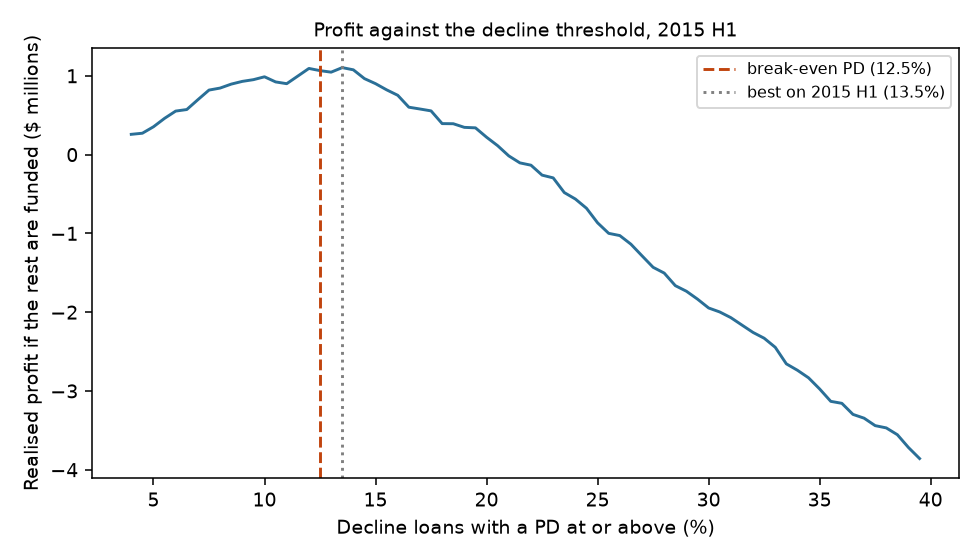 Profit against the decline threshold, 2015 H1
Realised profit if the rest are funded ($ millions)
1
0
−1
−2
−3
−4
break-even PD (12.5%)
best on 2015 H1 (13.5%)
5
10
15
20
25
30
35
40
Decline loans with a PD at or above (%)